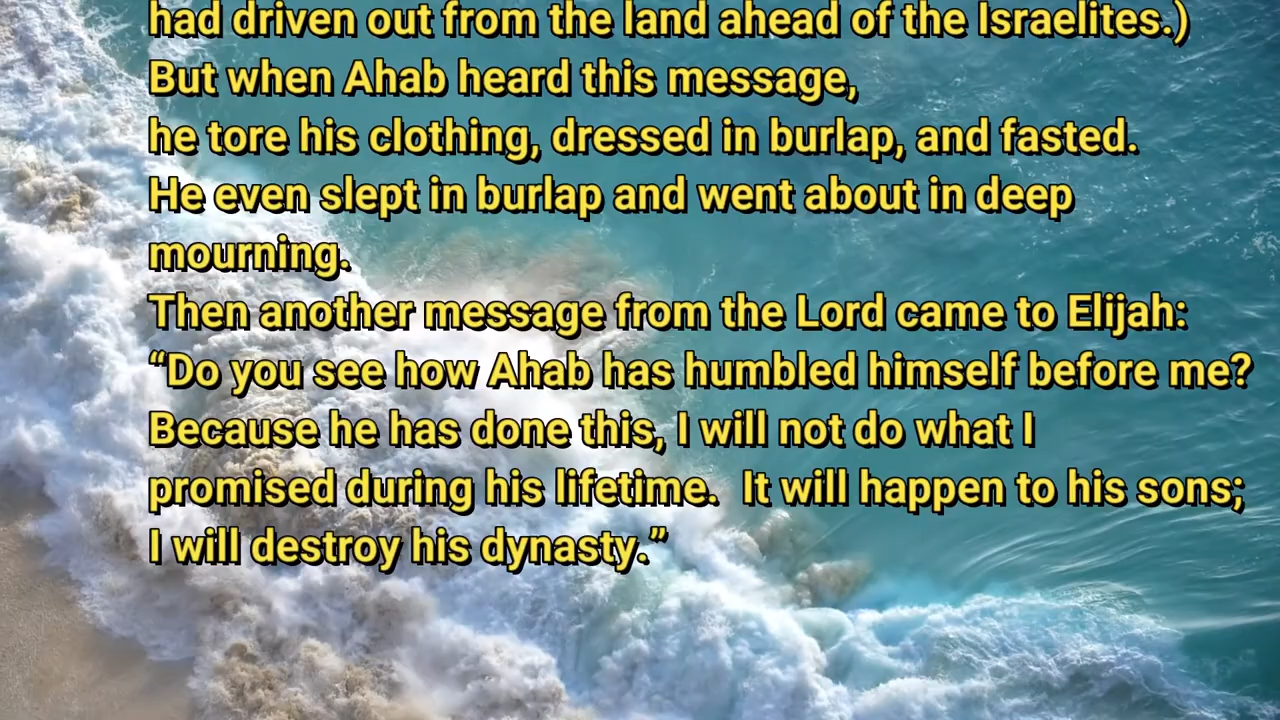 had driven out from the land ahead of the Israelites.)
But when Ahab heard this message,
he tore his clothing, dressed in burlap, and fasted.
He even slept in burlap and went about in deep
mourning.
Then another message from the Lord came to Elijah:
“Do you see how Ahab has humbled himself before me?
Because he has done this, I will not do what I
promised during his lifetime.  It will happen to his sons;
I will destroy his dynasty.”